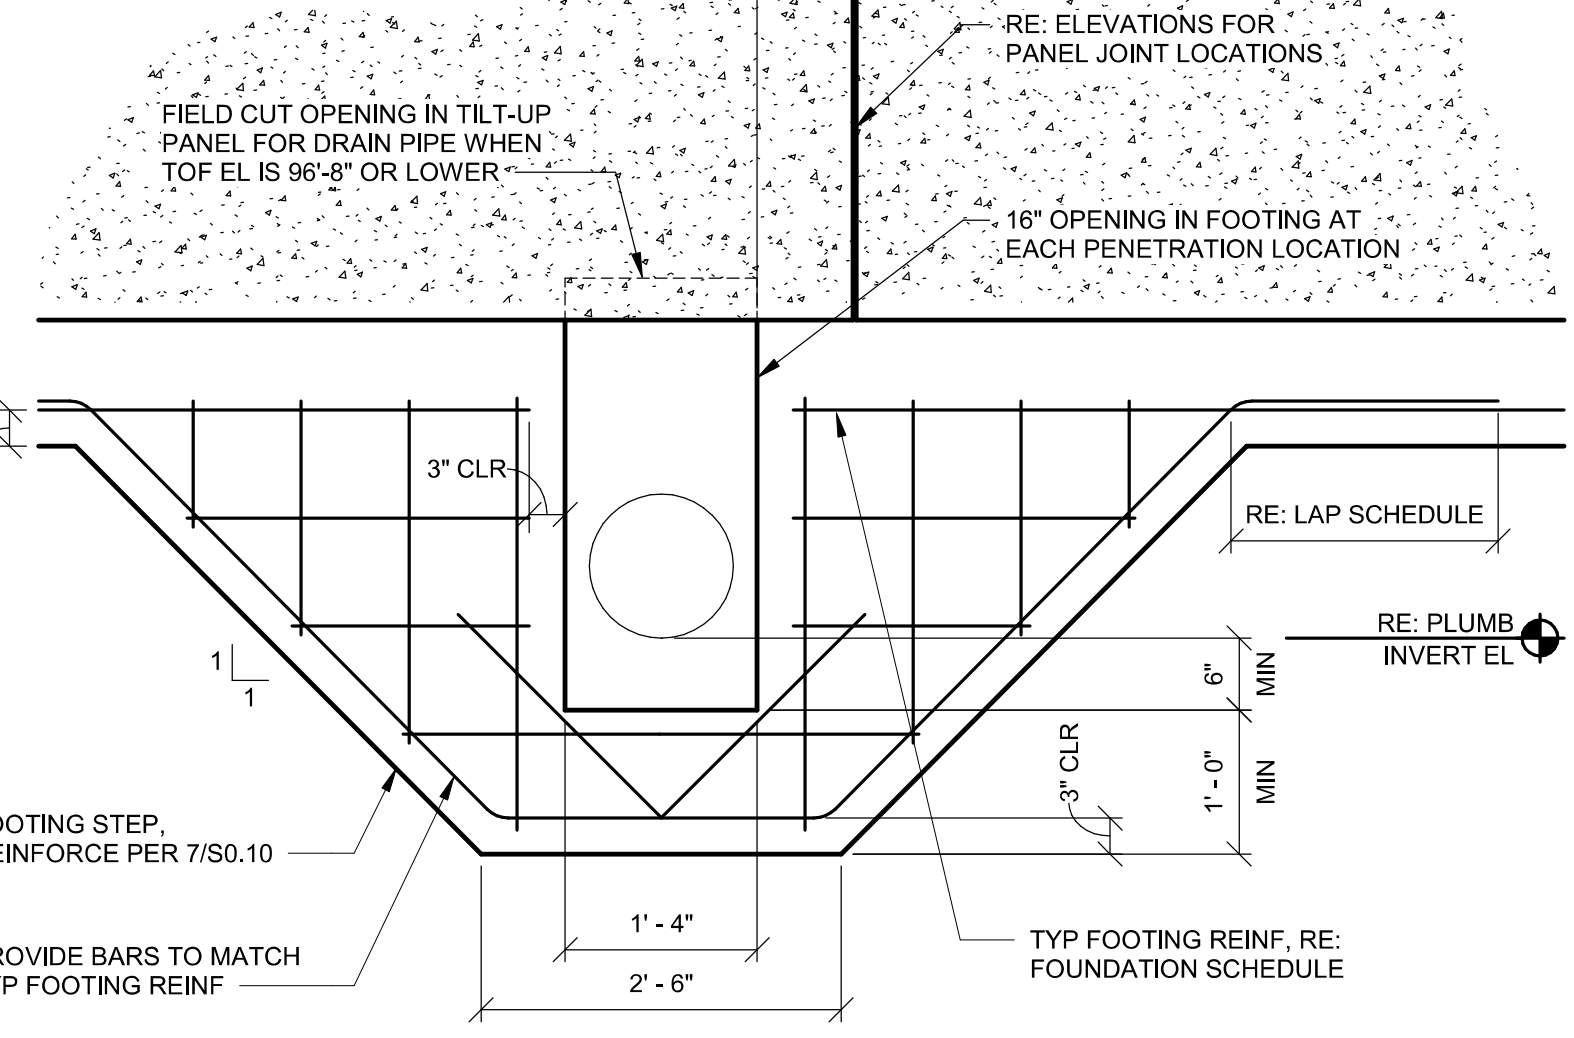 RE: ELEVATIONS FOR
PANEL JOINT LOCATIONS
FIELD CUT OPENING IN TILT-UP
PANEL FOR DRAIN PIPE WHEN
TOF EL IS 96'-8" OR LOWER
16" OPENING IN FOOTING AT
EACH PENETRATION LOCATION
3" CLR
RE: LAP SCHEDULE
RE: PLUMB
INVERT EL
1
1
6"
MIN
3" CLR
1' - 0"
MIN
OOTING STEP,
EINFORCE PER 7/S0.10
1' - 4"
ROVIDE BARS TO MATCH
YP FOOTING REINF
2' - 6"
TYP FOOTING REINF, RE:
FOUNDATION SCHEDULE